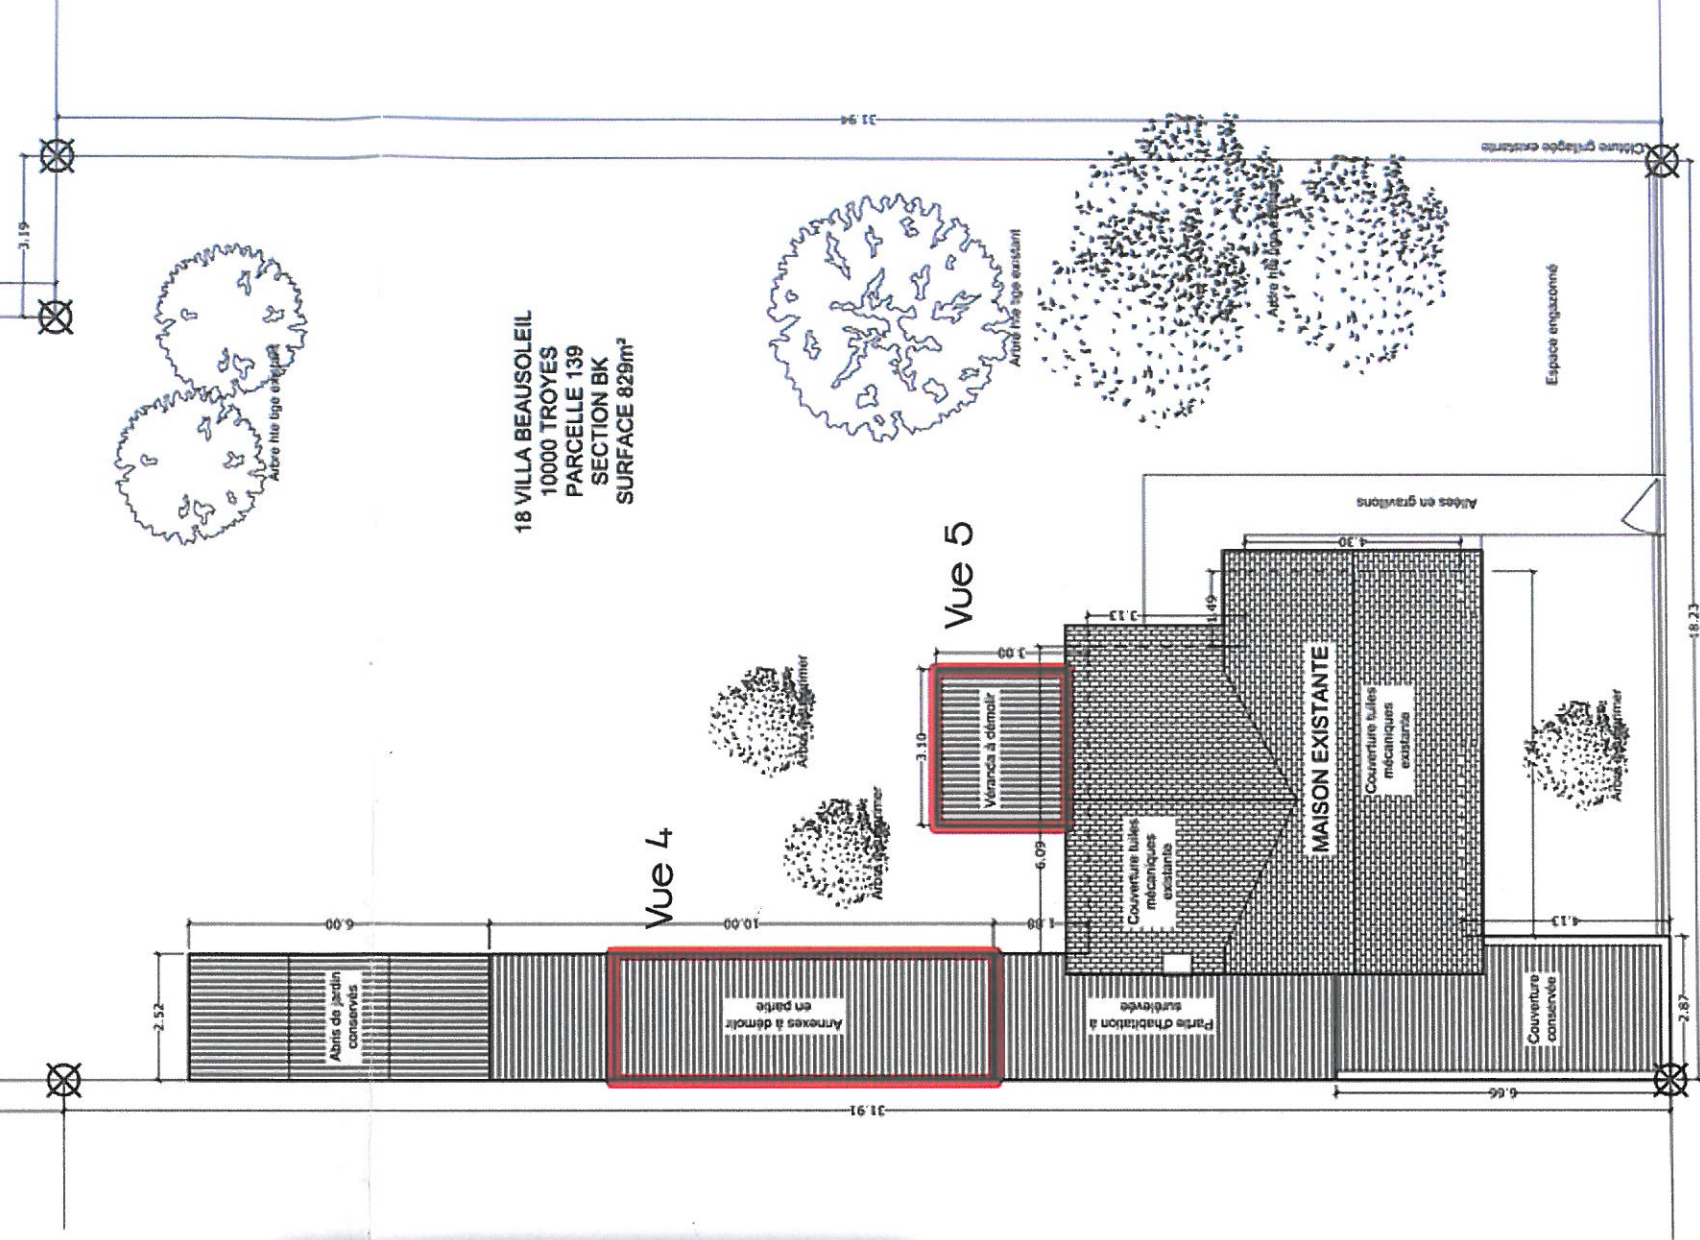 31.94
Clôture grillagée existante
3.19
Arbre hte tige existant
18 VILLA BEAUSOLEIL
10000 TROYES
PARCELLE 139
SECTION BK
SURFACE 829m²
Arbre hte tige existant
Espace engazonné
Allées en gravillons
Vue 5
4.30
3.13
1.49
3.00
3.10
Véranda à démolir
MAISON EXISTANTE
Couverture tuiles
mécaniques
existante
18.23
Vue 4
6.09
Couverture tuiles
mécaniques
existante
6.00
10.00
1.88
4.13
2.52
Abris de jardin
conservés
Annexes à démolir
en partie
Partie d'habitation à
surélevée
Couverture
conservée
2.87
6.66
31.91